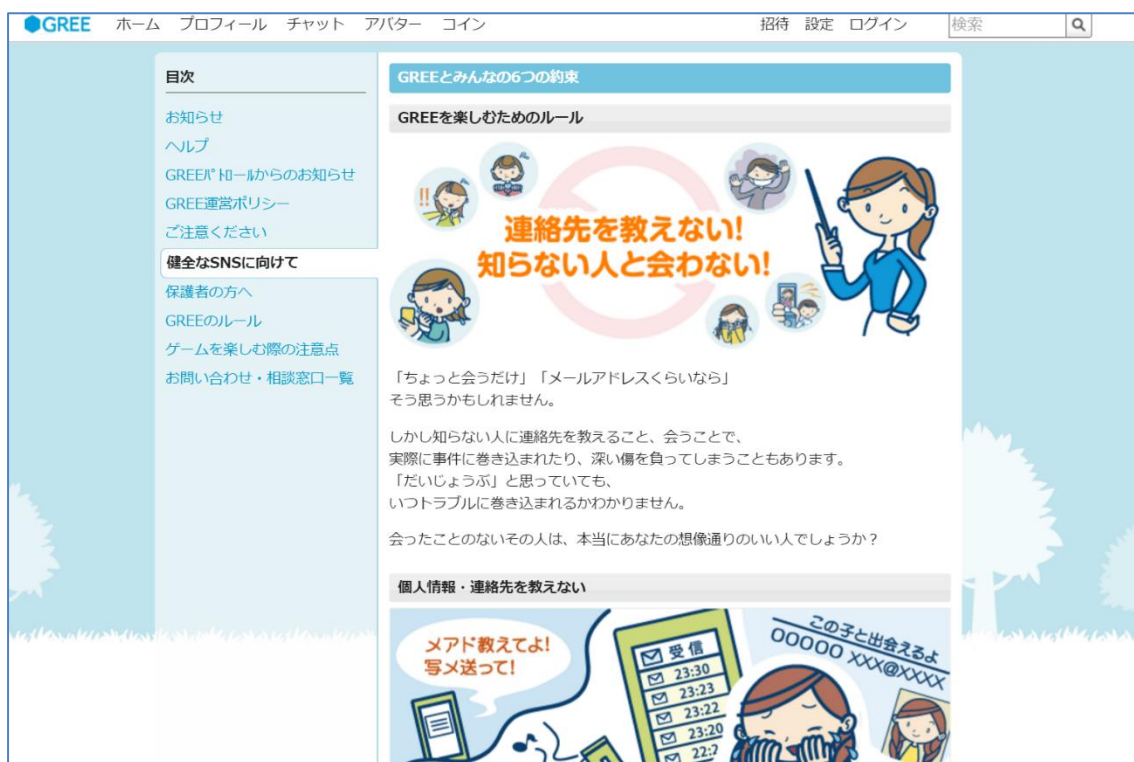 GREE ホーム プロフィール チャット アバター コイン 招待 設定 ログイン 検索
目次
お知らせ
ヘルプ
GREEﾊﾟﾄﾛｰﾙからのお知らせ
GREE運営ポリシー
ご注意ください
健全なSNSに向けて
保護者の方へ
GREEのルール
ゲームを楽しむ際の注意点
お問い合わせ・相談窓口一覧
GREEとみんなの6つの約束
GREEを楽しむためのルール
!!
連絡先を教えない!
知らない人と会わない!
「ちょっと会うだけ」「メールアドレスくらいなら」
そう思うかもしれません。
しかし知らない人に連絡先を教えること、会うことで、
実際に事件に巻き込まれたり、深い傷を負ってしまうこともあります。
「だいじょうぶ」と思っていても、
いつトラブルに巻き込まれるかわかりません。
会ったことのないその人は、本当にあなたの想像通りのいい人でしょうか？
個人情報・連絡先を教えない
メアド教えてよ!
写メ送って!
受信
23:30
23:23
23:22
23:20
この子と出会えるよ
OOOOO XXX@XXXX